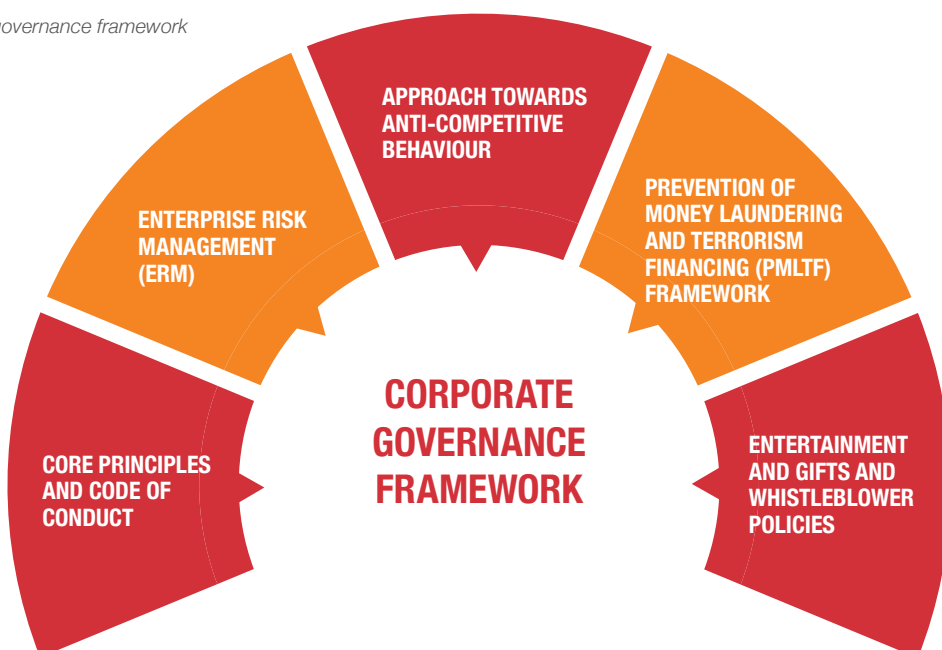 governance framework
APPROACH TOWARDS
ANTI-COMPETITIVE
BEHAVIOUR
ENTERPRISE RISK
MANAGEMENT
(ERM)
PREVENTION OF
MONEY LAUNDERING
AND TERRORISM
FINANCING (PMLTF)
FRAMEWORK
CORE PRINCIPLES
AND CODE OF
CONDUCT
CORPORATE
GOVERNANCE
FRAMEWORK
ENTERTAINMENT
AND GIFTS AND
WHISTLEBLOWER
POLICIES